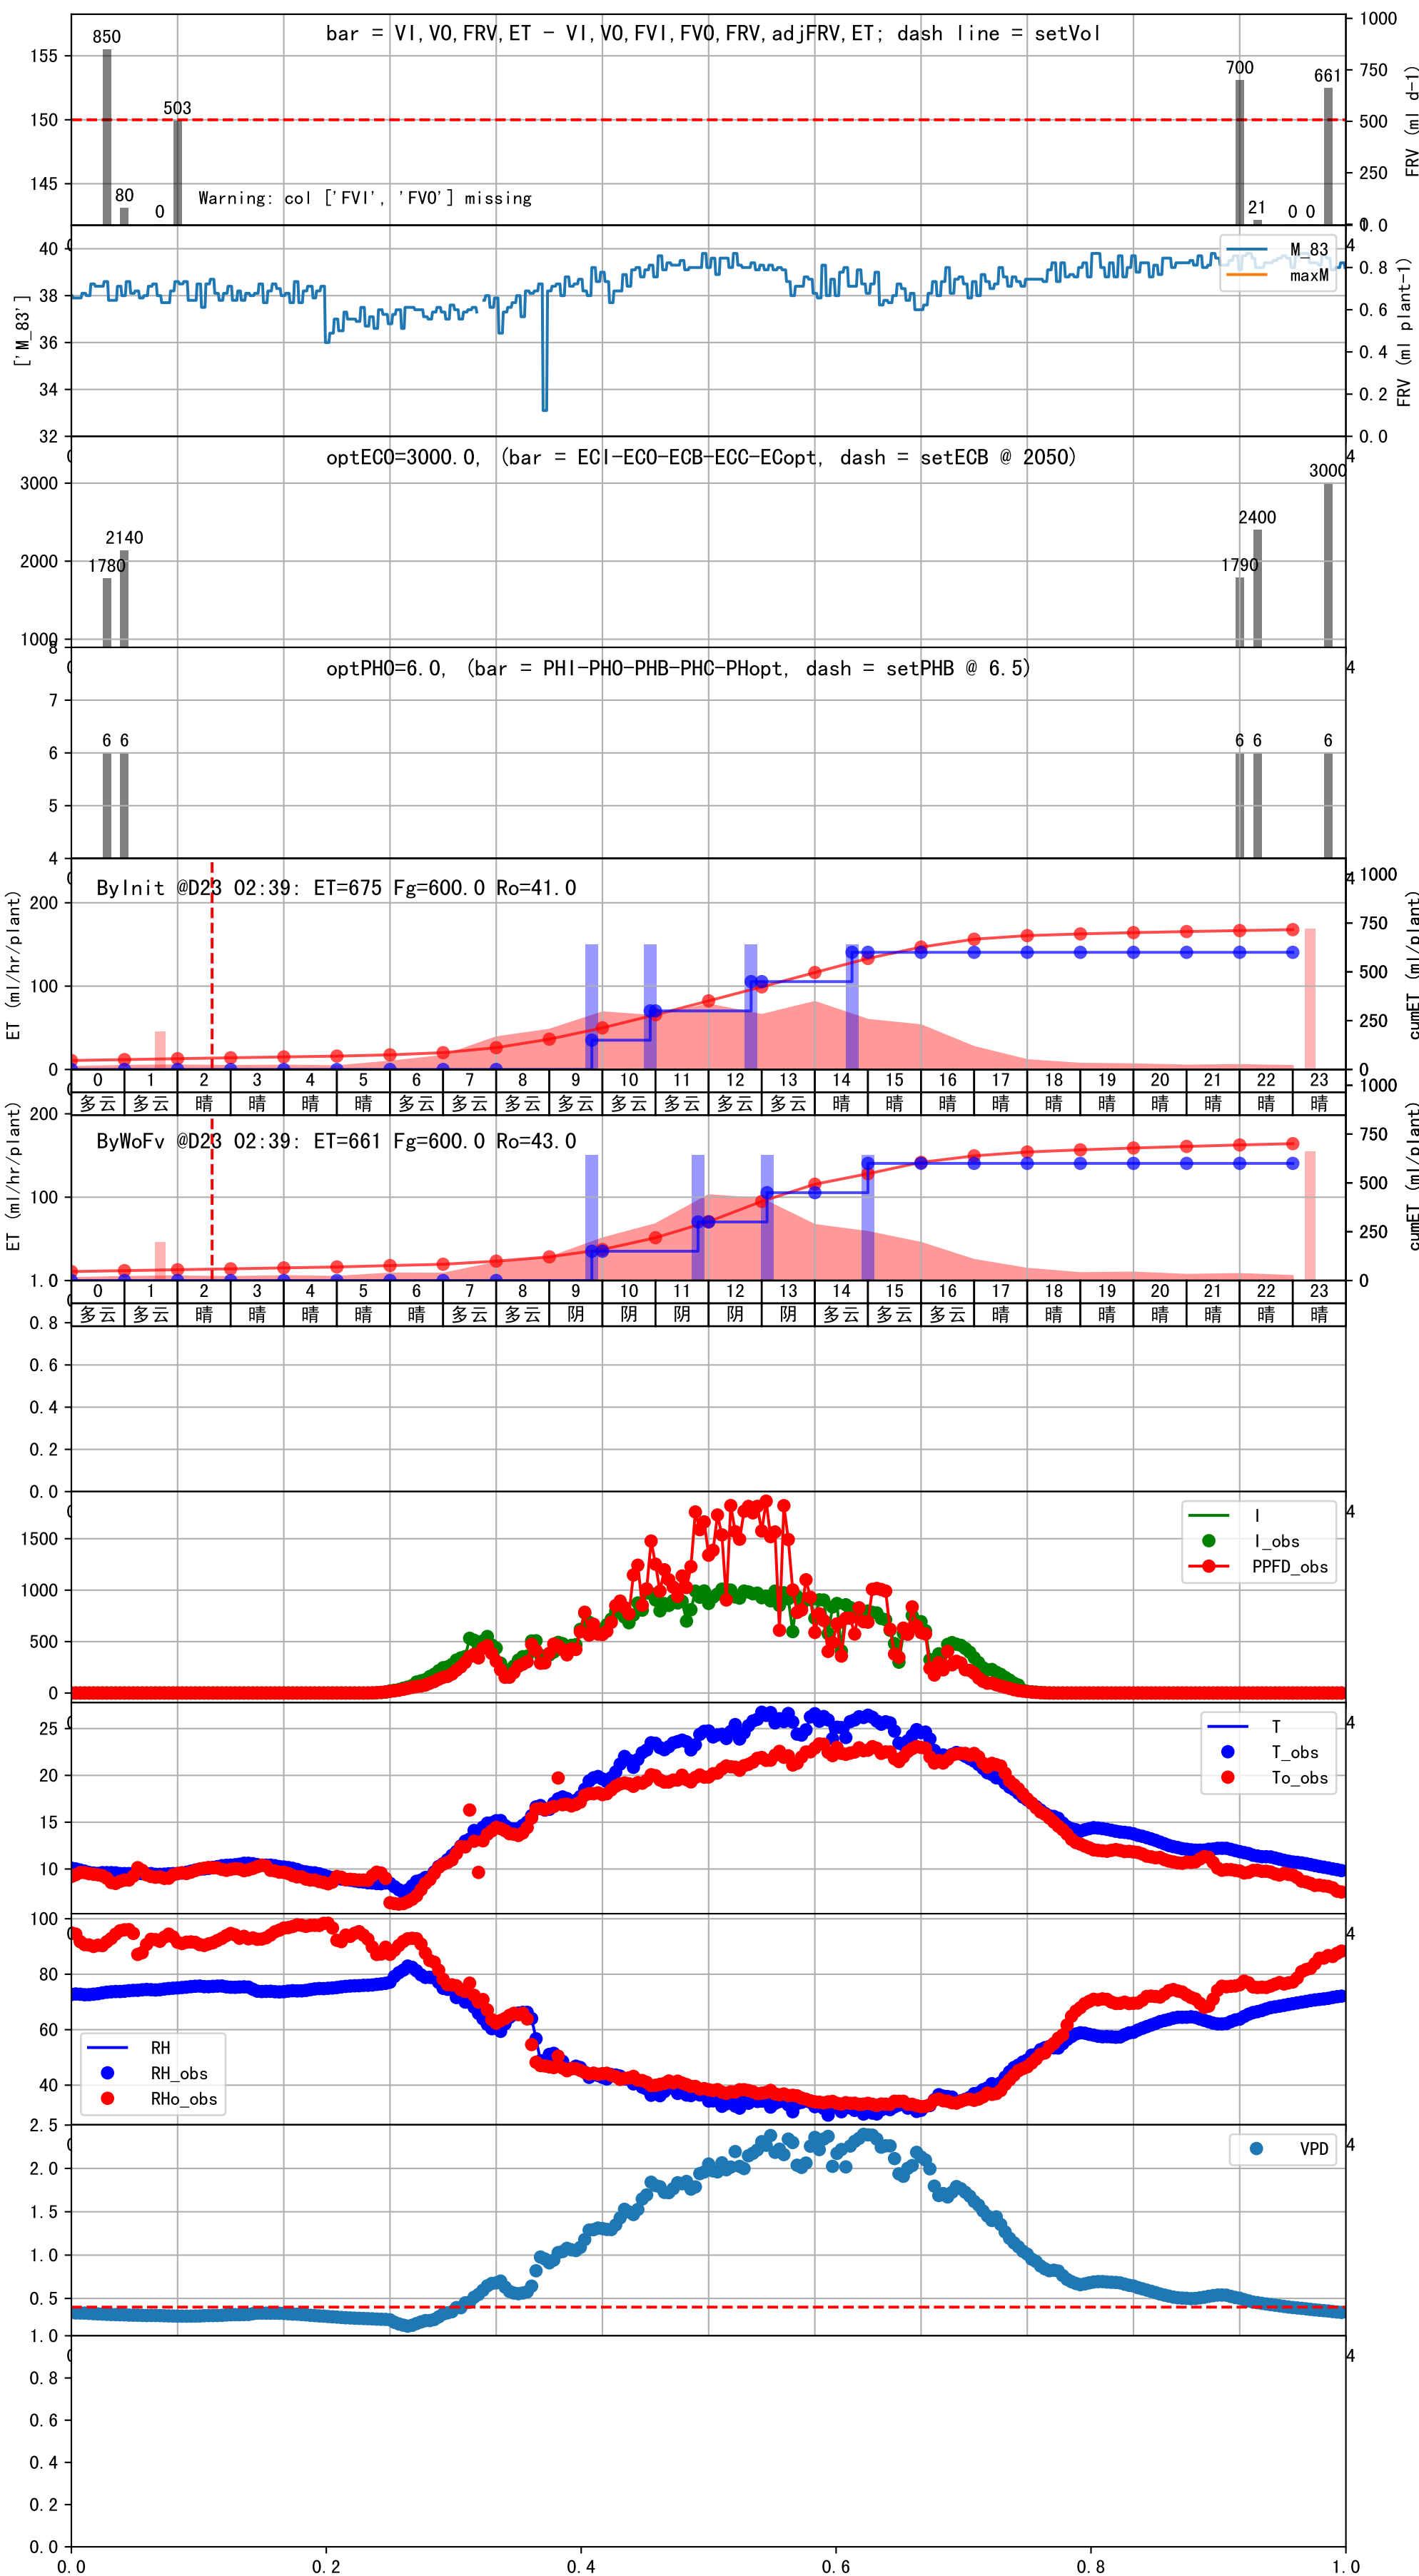 bar = VI,VO,FRV,ET - VI,VO,FVI,FVO,FRV,adjFRV,ET; dash line = setVol
850
80
0
503
700
21
0 0
661
Warning: col ['FVI', 'FVO'] missing
155
150
145
1000
750
500
250
0.0
FRV (ml d-1)
['M_83']
40
38
36
34
32
M_83
maxM
0.8
0.6
0.4
0.2
0.0
FRV (ml plant-1)
optECO=3000.0, (bar = ECI-ECO-ECB-ECC-ECopt, dash = setECB @ 2050)
3000
2000
1000
1780
2140
1790
2400
3000
optPHO=6.0, (bar = PHI-PHO-PHB-PHC-PHopt, dash = setPHB @ 6.5)
8
7
6
5
4
6 6
6 6
6
ByInit @D23 02:39: ET=675 Fg=600.0 Ro=41.0
ET (ml/hr/plant)
200
100
0
1000
750
500
250
0
cumET (ml/plant)
0 1 2 3 4 5 6 7 8 9 10 11 12 13 14 15 16 17 18 19 20 21 22 23
多云 多云 晴 晴 晴 晴 多云 多云 多云 多云 多云 多云 多云 多云 晴 晴 晴 晴 晴 晴 晴 晴 晴 晴
ByWoFv @D23 02:39: ET=661 Fg=600.0 Ro=43.0
ET (ml/hr/plant)
200
100
1000
750
500
250
0
cumET (ml/plant)
0 1 2 3 4 5 6 7 8 9 10 11 12 13 14 15 16 17 18 19 20 21 22 23
多云 多云 晴 晴 晴 晴 晴 多云 多云 阴 阴 阴 阴 阴 多云 多云 多云 晴 晴 晴 晴 晴 晴 晴
1.0
0.8
0.6
0.4
0.2
0.0
1500
1000
500
0
I
I_obs
PPFD_obs
25
20
15
10
T
T_obs
To_obs
100
80
60
40
RH
RH_obs
RHo_obs
2.5
2.0
1.5
1.0
0.5
VPD
1.0
0.8
0.6
0.4
0.2
0.0
0.0 0.2 0.4 0.6 0.8 1.0